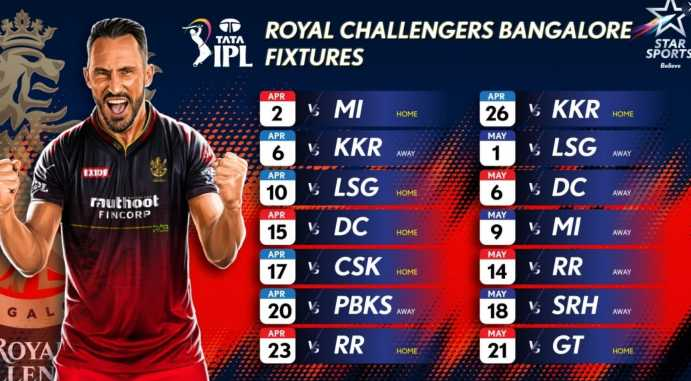 TATA
IPL
ROYAL CHALLENGERS BANGALORE
FIXTURES
STAR
SPORTS
Believe
APR
2 VS MI HOME
APR
6 VS KKR AWAY
APR
10 VS LSG HOME
APR
15 VS DC HOME
APR
17 VS CSK HOME
APR
20 VS PBKS AWAY
APR
23 VS RR HOME
APR
26 VS KKR HOME
MAY
1 VS LSG AWAY
MAY
6 VS DC AWAY
MAY
9 VS MI AWAY
MAY
14 VS RR AWAY
MAY
18 VS SRH AWAY
MAY
21 VS GT HOME
EXIDE
muthoot
FINCORP
GAL
ROYA
LLEN